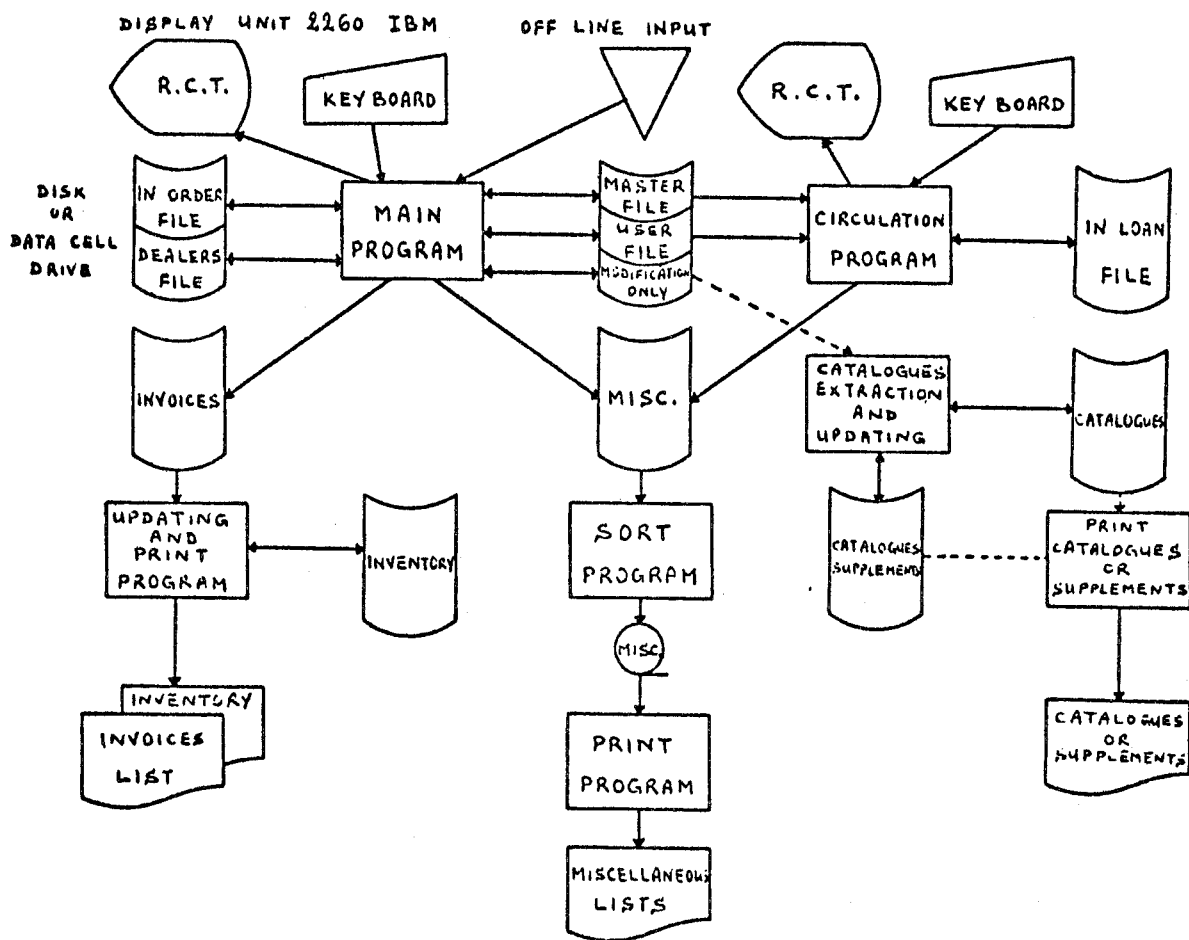 DISPLAY UNIT 2260 IBM
OFF LINE INPUT
R.C.T.
KEY BOARD
R.C.T.
KEY BOARD
DISK
OR
DATA CELL
DRIVE
IN ORDER
FILE
DEALERS
FILE
MAIN
PROGRAM
MASTER
FILE
USER
FILE
MODIFICATION
ONLY
CIRCULATION
PROGRAM
IN LOAN
FILE
INVOICES
MISC.
CATALOGUES
EXTRACTION
AND
UPDATING
CATALOGUES
UPDATING
AND
PRINT
PROGRAM
INVENTORY
SORT
PROGRAM
CATALOGUES
SUPPLEMENT
PRINT
CATALOGUES
OR
SUPPLEMENTS
MISC.
INVENTORY
INVOICES
LIST
PRINT
PROGRAM
CATALOGUES
OR
SUPPLEMENTS
MISCELLANEOUS
LISTS